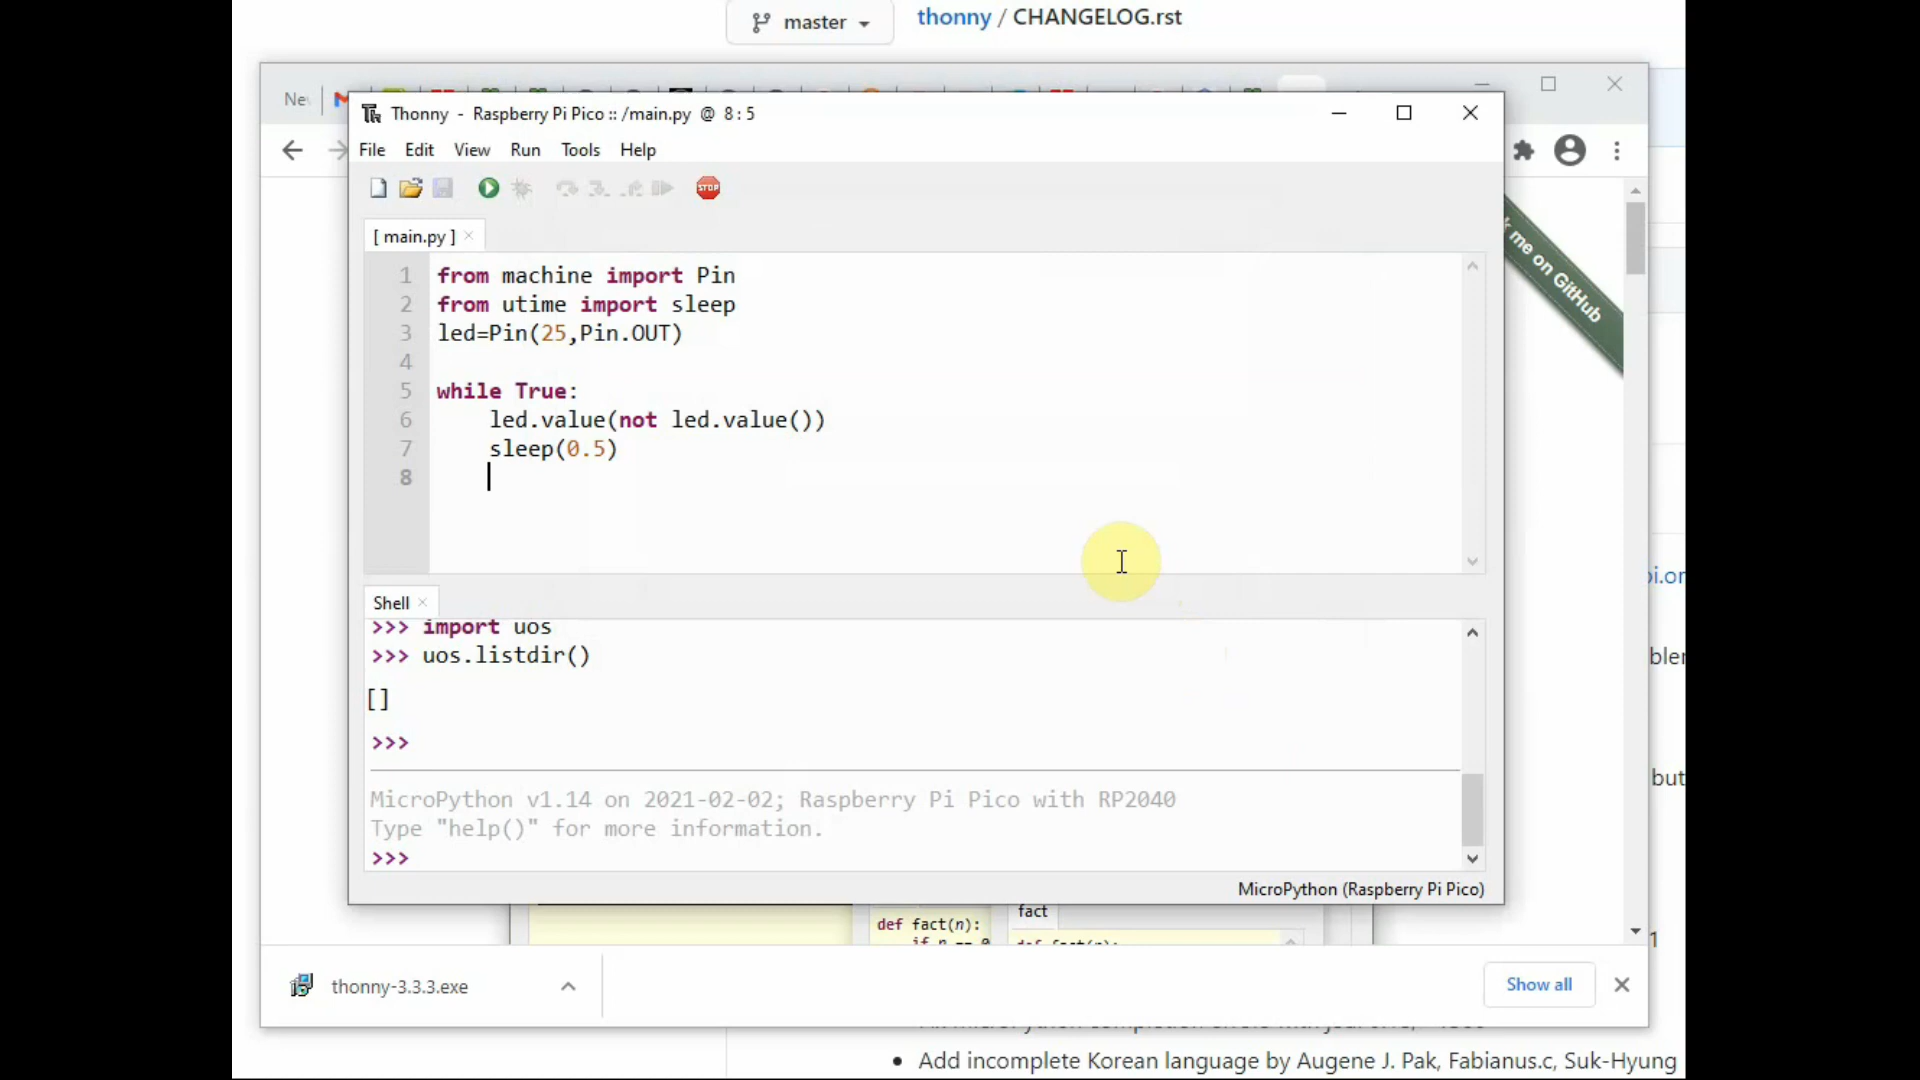 master
thonny / CHANGELOG.rst
Thonny - Raspberry Pi Pico :: /main.py @ 8 : 5
File Edit View Run Tools Help
STOP
[ main.py ]
1 from machine import Pin
2 from utime import sleep
3 led=Pin(25,Pin.OUT)
4
5 while True:
6 led.value(not led.value())
7 sleep(0.5)
8
me on GitHub
Shell
>>> import uos
>>> uos.listdir()
[]
>>>
MicroPython v1.14 on 2021-02-02; Raspberry Pi Pico with RP2040
Type "help()" for more information.
>>>
MicroPython (Raspberry Pi Pico)
fact
def fact(n):
thonny-3.3.3.exe
Show all
Add incomplete Korean language by Augene J. Pak, Fabianus.c, Suk-Hyung